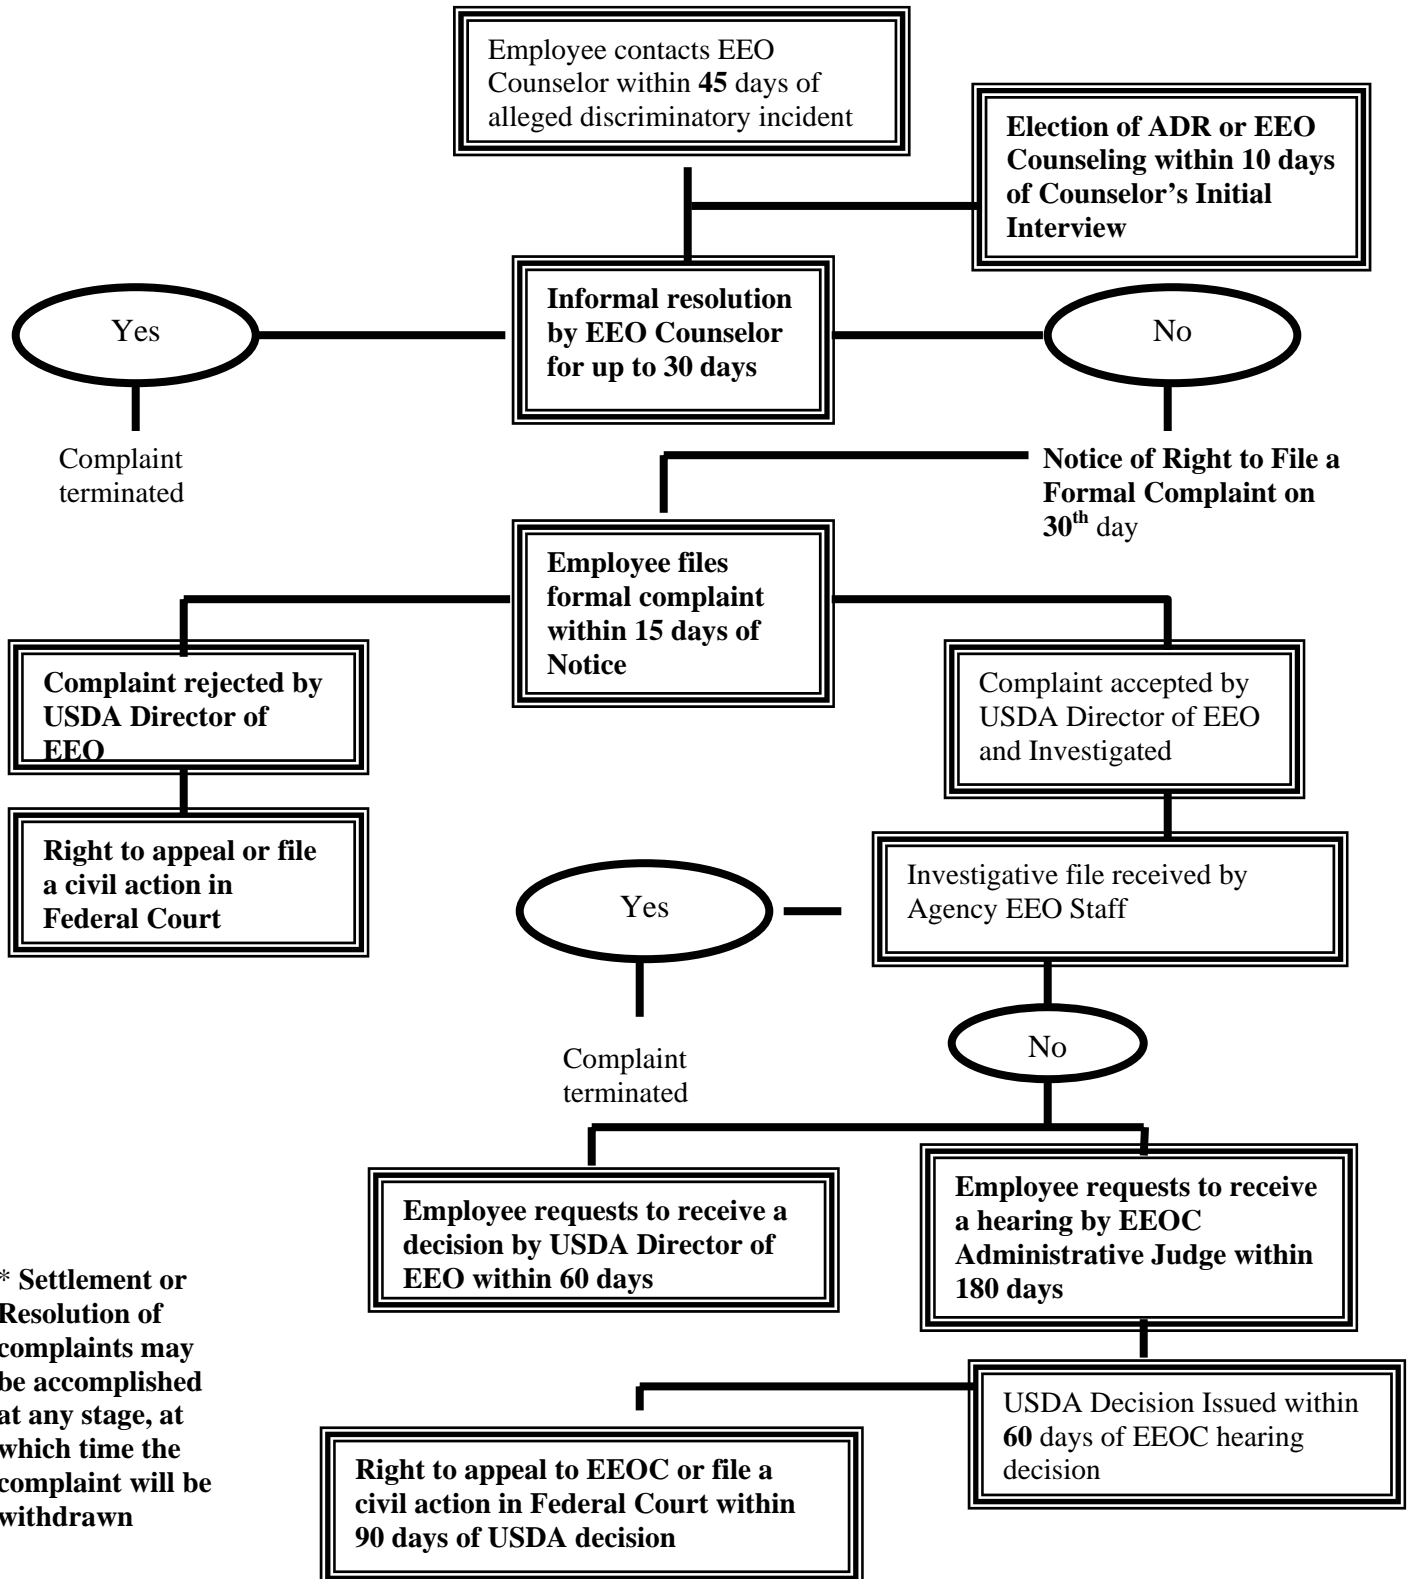 Employee contacts EEO
Counselor within 45 days of
alleged discriminatory incident
Election of ADR or EEO
Counseling within 10 days
of Counselor’s Initial
Interview
Informal resolution
by EEO Counselor
for up to 30 days
Yes
No
Complaint
terminated
Notice of Right to File a
Formal Complaint on
30th day
Employee files
formal complaint
within 15 days of
Notice
Complaint rejected by
USDA Director of
EEO
Complaint accepted by
USDA Director of EEO
and Investigated
Right to appeal or file
a civil action in
Federal Court
Investigative file received by
Agency EEO Staff
Yes
No
Complaint
terminated
Employee requests to receive a
decision by USDA Director of
EEO within 60 days
Employee requests to receive
a hearing by EEOC
Administrative Judge within
180 days
* Settlement or
Resolution of
complaints may
be accomplished
at any stage, at
which time the
complaint will be
withdrawn
USDA Decision Issued within
60 days of EEOC hearing
decision
Right to appeal to EEOC or file a
civil action in Federal Court within
90 days of USDA decision